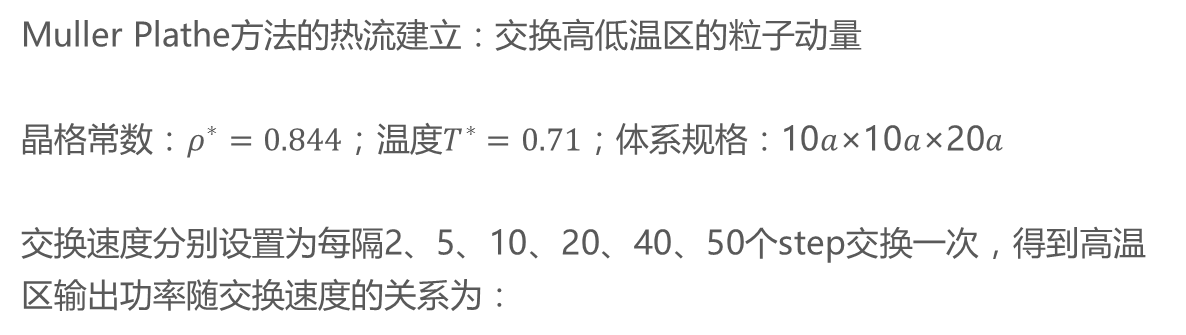 Muller Plathe方法的热流建立：交换高低温区的粒子动量
晶格常数：ρ* = 0.844；温度T* = 0.71；体系规格：10a×10a×20a
交换速度分别设置为每隔2、5、10、20、40、50个step交换一次，得到高温
区输出功率随交换速度的关系为：